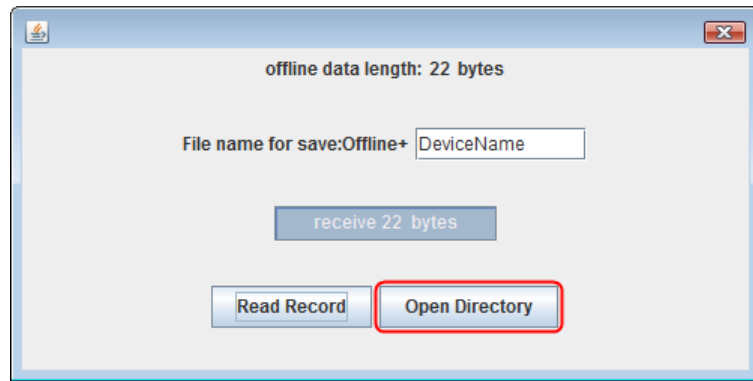 offline data length: 22 bytes
File name for save:Offline+ DeviceName
receive 22 bytes
Read Record Open Directory